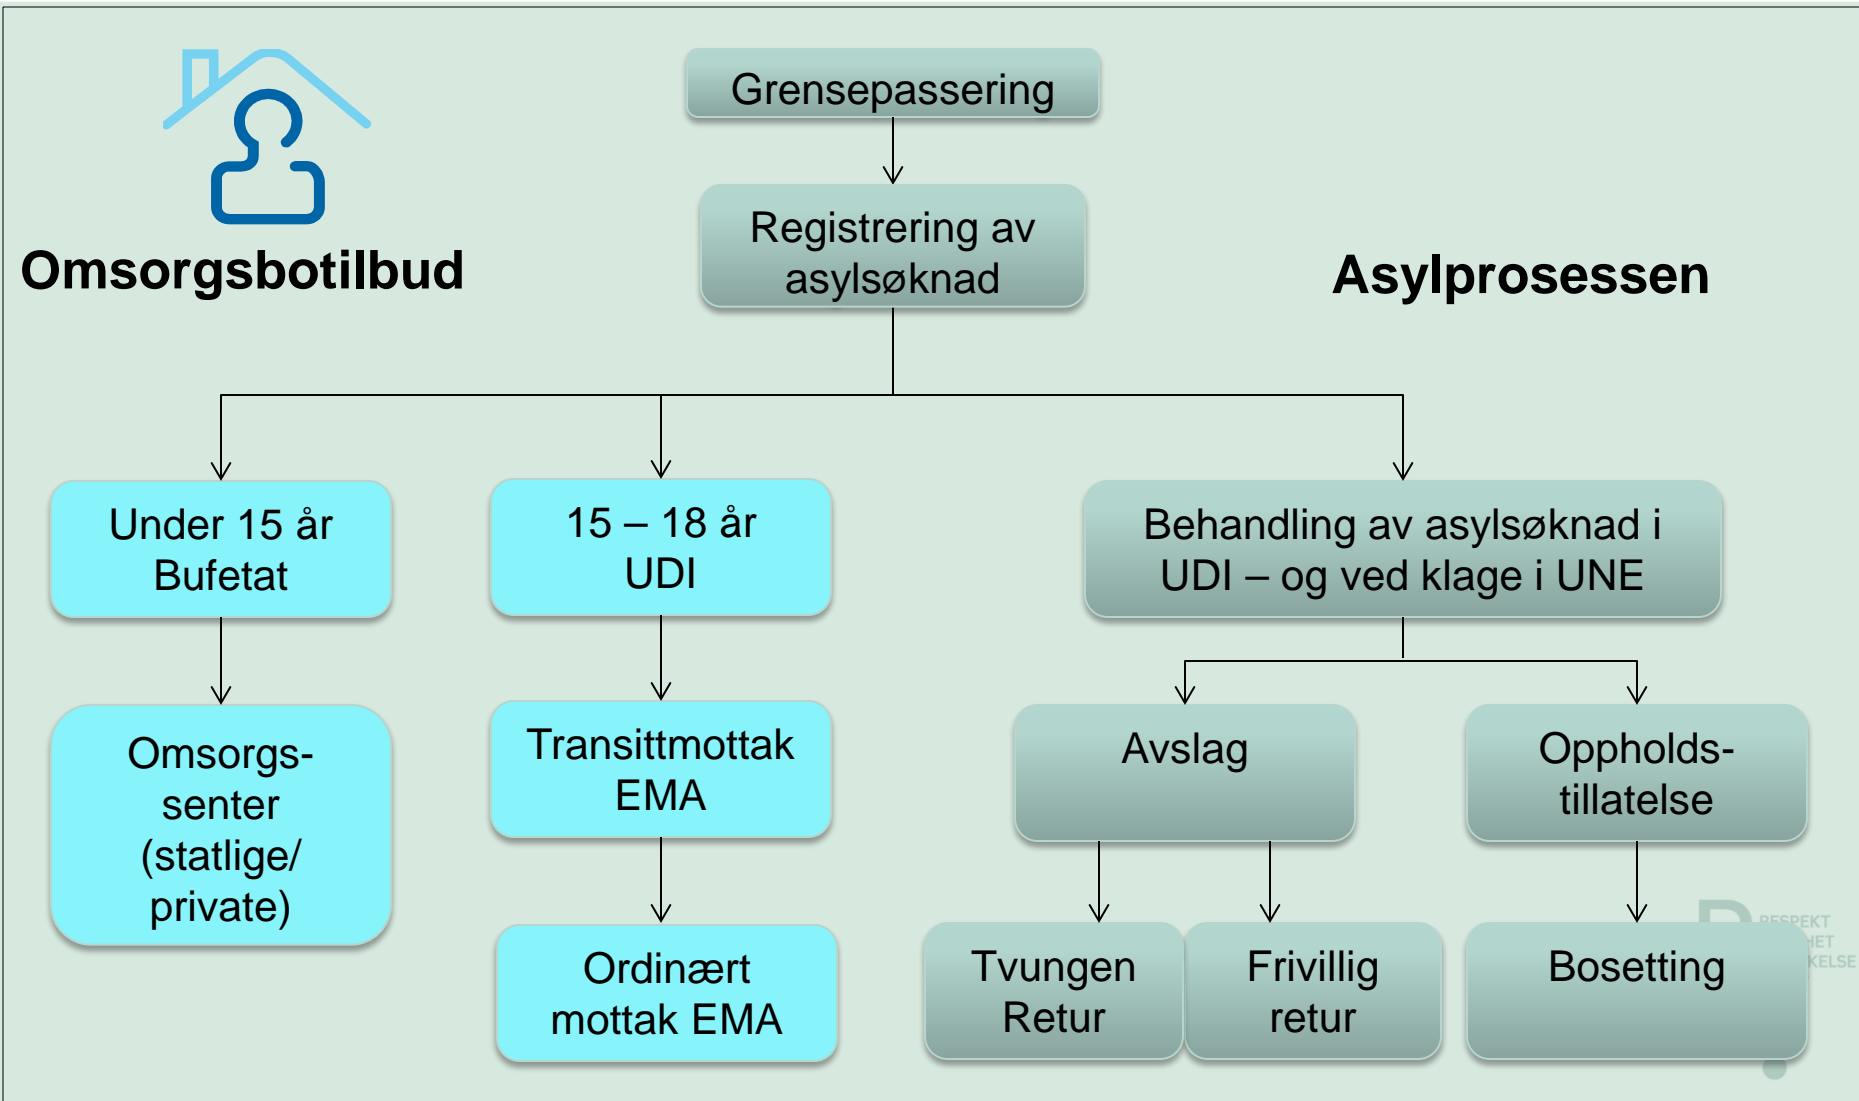 Grensepassering
Registrering av
asylsøknad
Omsorgsbotilbud
Asylprosessen
Under 15 år
Bufetat
15 – 18 år
UDI
Behandling av asylsøknad i
UDI – og ved klage i UNE
Omsorgs-
senter
(statlige/
private)
Transittmottak
EMA
Avslag
Oppholds-
tillatelse
Ordinært
mottak EMA
Tvungen
Retur
Frivillig
retur
Bosetting
RESPEKT